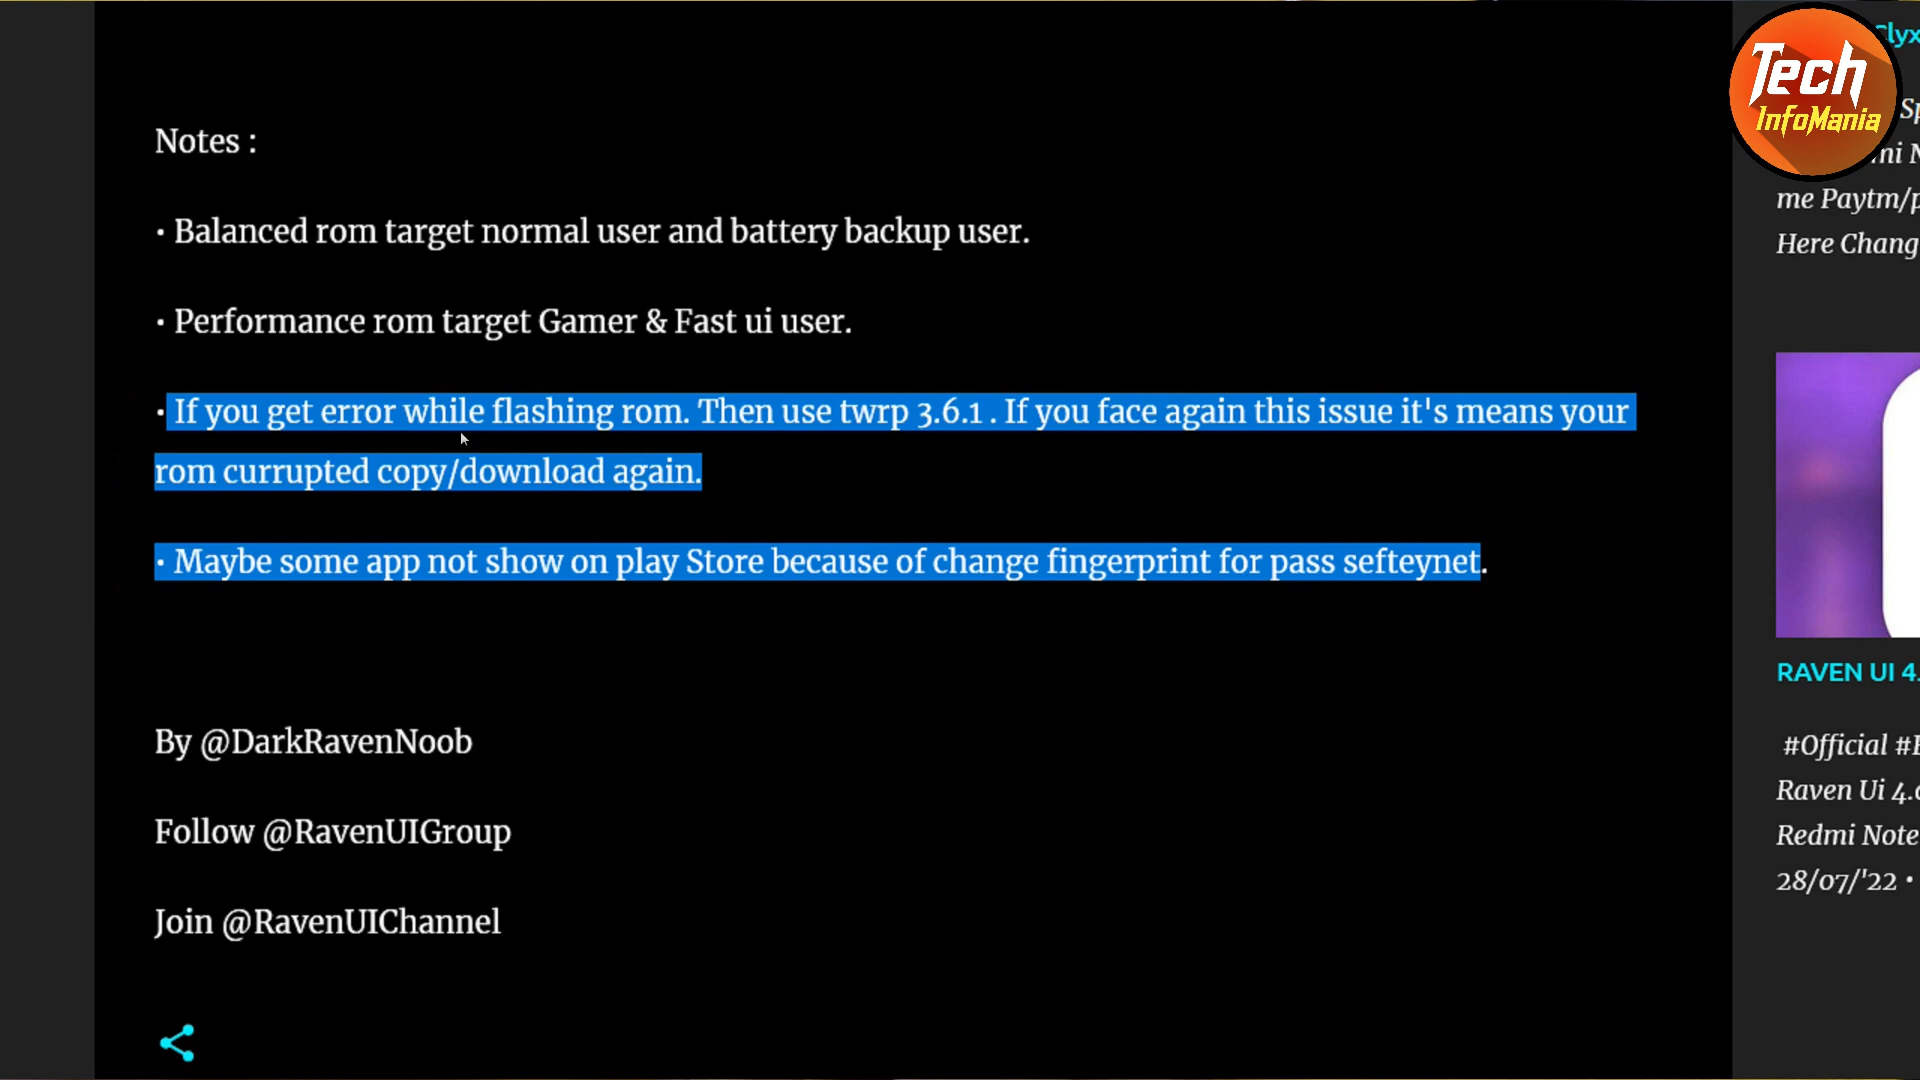 Notes :
• Balanced rom target normal user and battery backup user.
• Performance rom target Gamer & Fast ui user.
• If you get error while flashing rom. Then use twrp 3.6.1 . If you face again this issue it's means your
rom currupted copy/download again.
• Maybe some app not show on play Store because of change fingerprint for pass sefteynet.
By @DarkRavenNoob
Follow @RavenUIGroup
Join @RavenUIChannel
Tech
InfoMania
me Paytm/p
Here Chang
RAVEN UI 4.
#Official #
Raven Ui 4.0
Redmi Note
28/07/'22 •